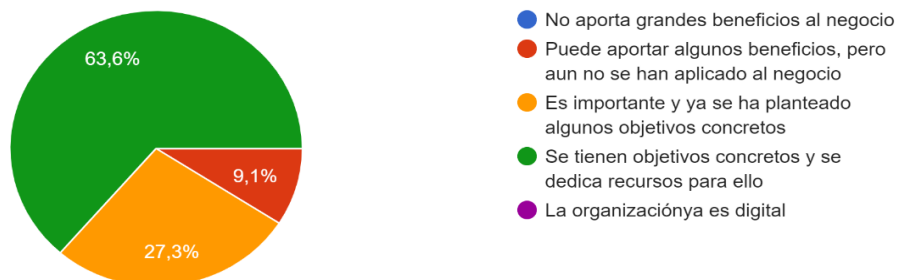 63,6%
9,1%
27,3%
No aporta grandes beneficios al negocio
Puede aportar algunos beneficios, pero
aun no se han aplicado al negocio
Es importante y ya se ha planteado
algunos objetivos concretos
Se tienen objetivos concretos y se
dedica recursos para ello
La organizaciónya es digital